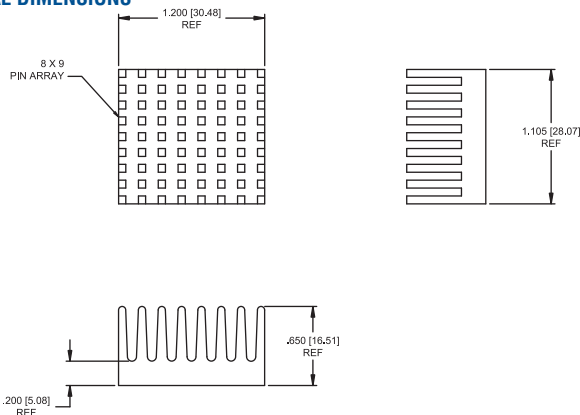 DIMENSIONS
1.200 [30.48]
REF
8 X 9
PIN ARRAY
1.105 [28.07]
REF
.650 [16.51]
REF
.200 [5.08]
REF